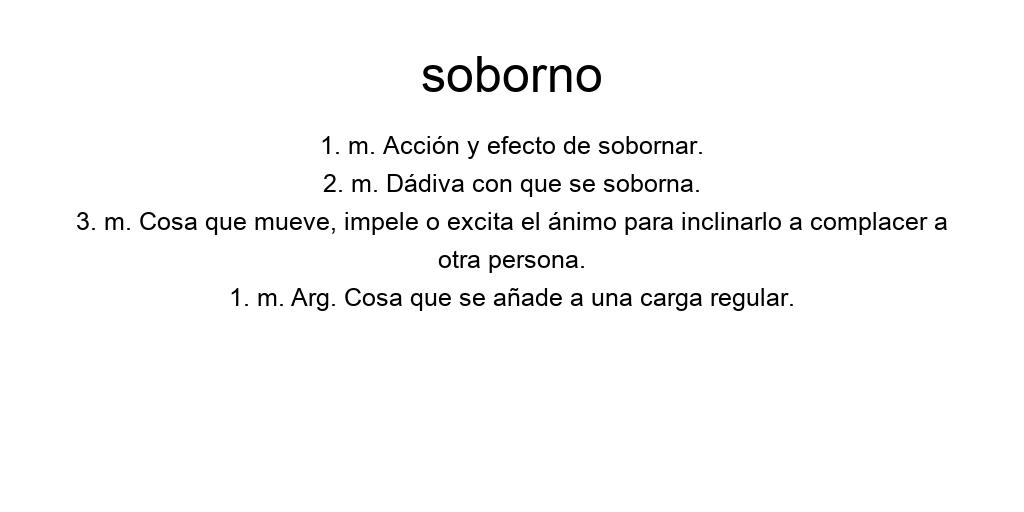 soborno
1. m. Acción y efecto de sobornar.
2. m. Dádiva con que se soborna.
3. m. Cosa que mueve, impele o excita el ánimo para inclinarlo a complacer a
otra persona.
1. m. Arg. Cosa que se añade a una carga regular.